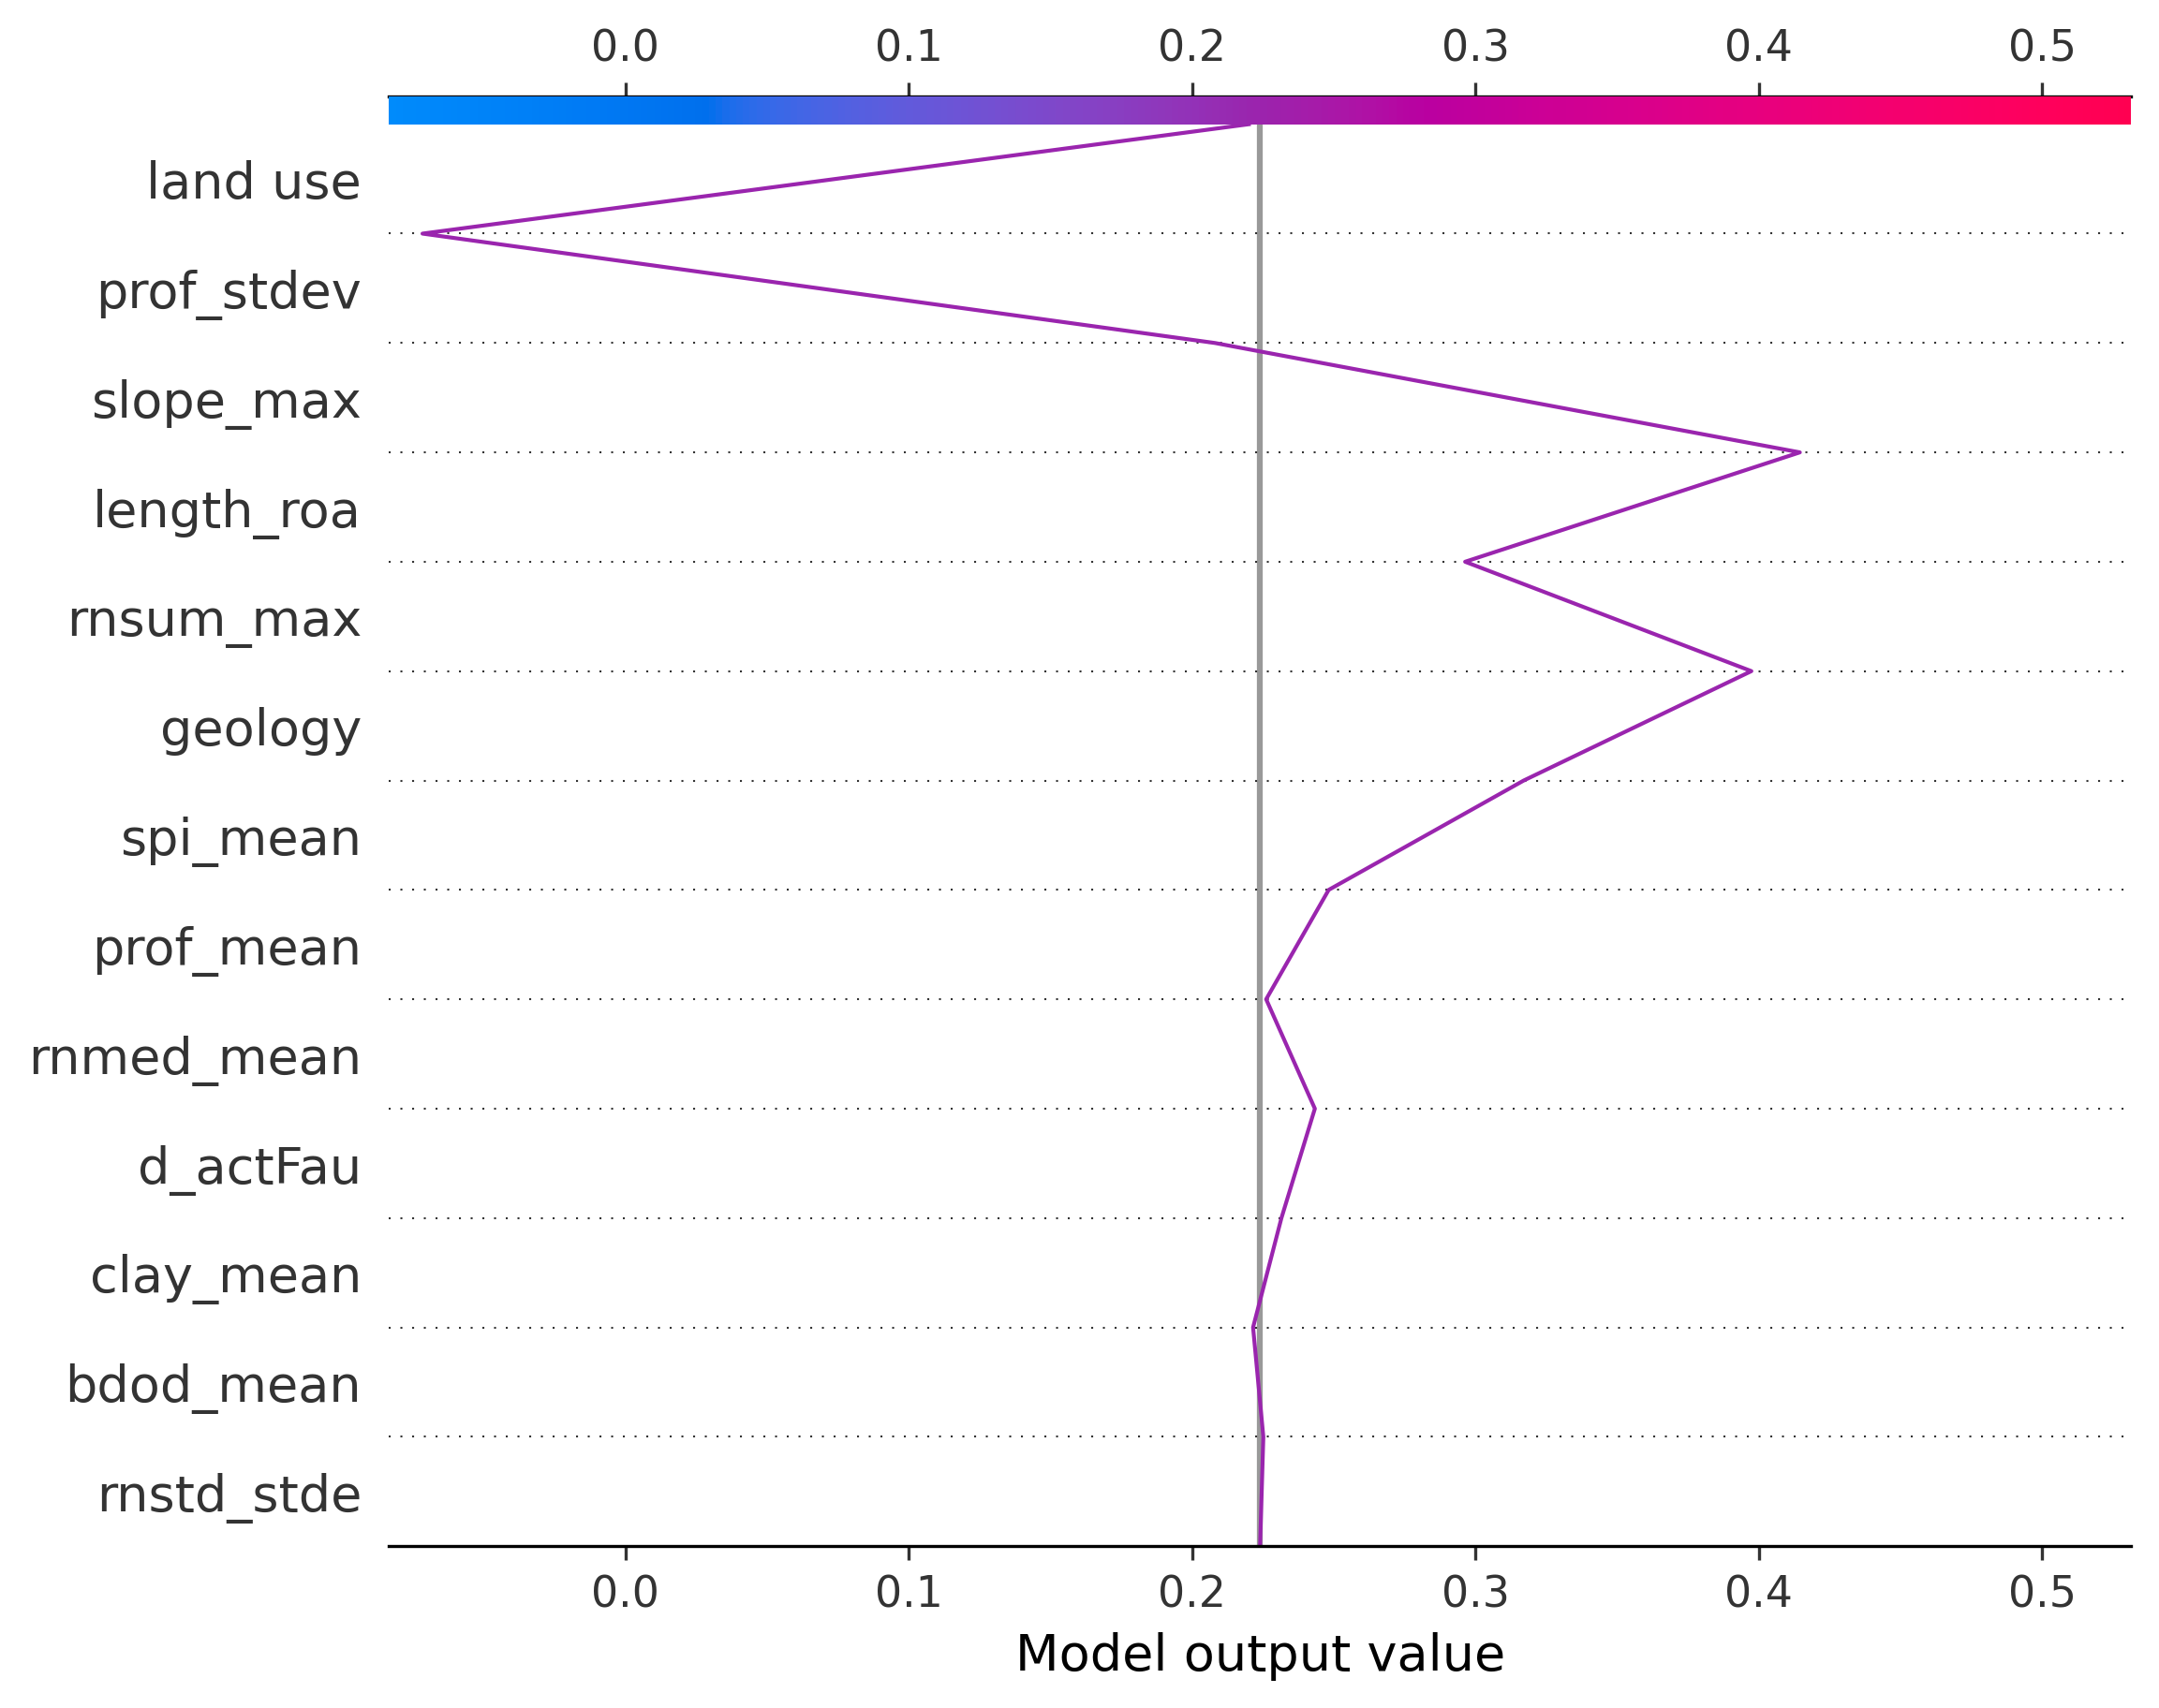 0.0 0.1 0.2 0.3 0.4 0.5
land use
prof_stdev
slope_max
length_roa
rnsum_max
geology
spi_mean
prof_mean
rnmed_mean
d_actFau
clay_mean
bdod_mean
rnstd_stde
0.0 0.1 0.2 0.3 0.4 0.5
Model output value